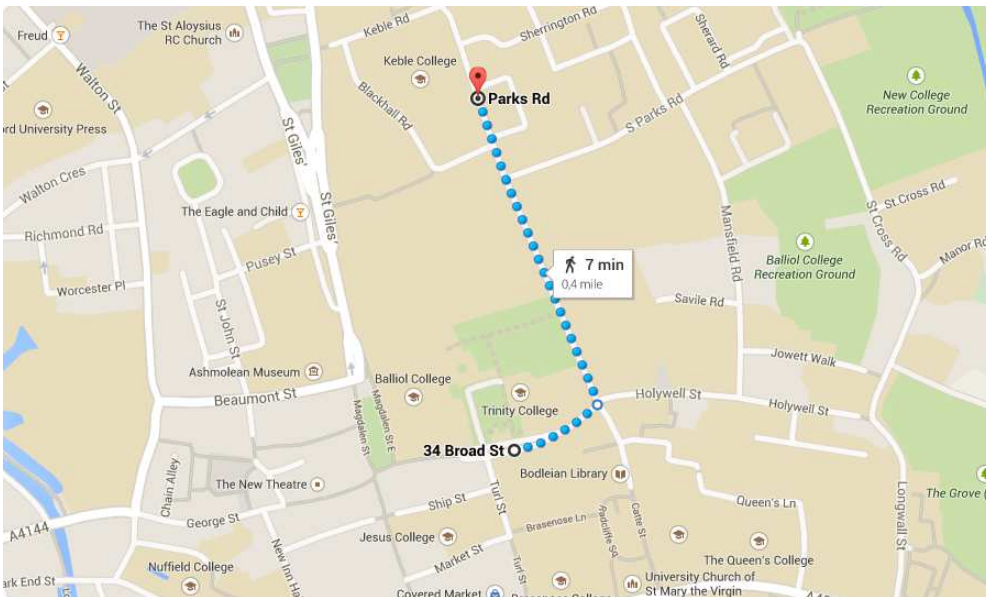 Freud
The St Aloysius
RC Church
Keble Rd
Sherrington Rd
Sherard Rd
Keble College
Walton St
Blackhall Rd
Parks Rd
S Parks Rd
New College
Recreation Ground
ord University Press
St Giles'
St Giles'
Walton Cres
The Eagle and Child
Mansfield Rd
St Cross Rd
St.Cross Rd
Richmond Rd
Pusey St
7 min
0,4 mile
Balliol College
Recreation Ground
Manor Rd
Worcester Pl
St John St
Savile Rd
Ashmolean Museum
Jowett Walk
Beaumont St
Balliol College
Magdalen St
Magdalen St E
Trinity College
Holywell St
Holywell St
34 Broad St
Bodleian Library
Chain Alley
The New Theatre
Ship St
Turl St
Catte St
Queen's Ln
Longwall St
The Grove (
A4144
George St
Brasenose Ln
Radcliffe Sq
Jesus College
Market St
New Inn Ha
Turl St
The Queen's College
Nuffield College
ark End St
University Church of
St Mary the Virgin
Covered Market